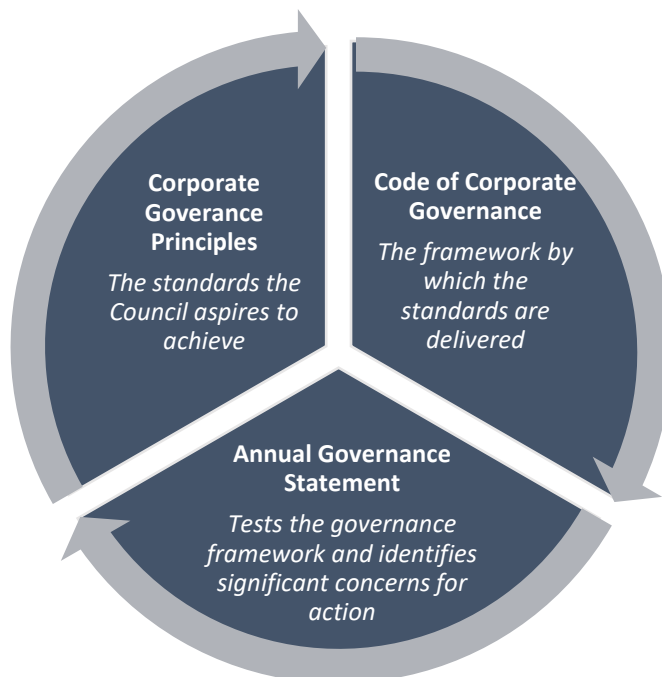 Corporate
Goverance
Principles
The standards the
Council aspires to
achieve
Code of Corporate
Governance
The framework by
which the
standards are
delivered
Annual Governance
Statement
Tests the governance
framework and identifies
significant concerns for
action